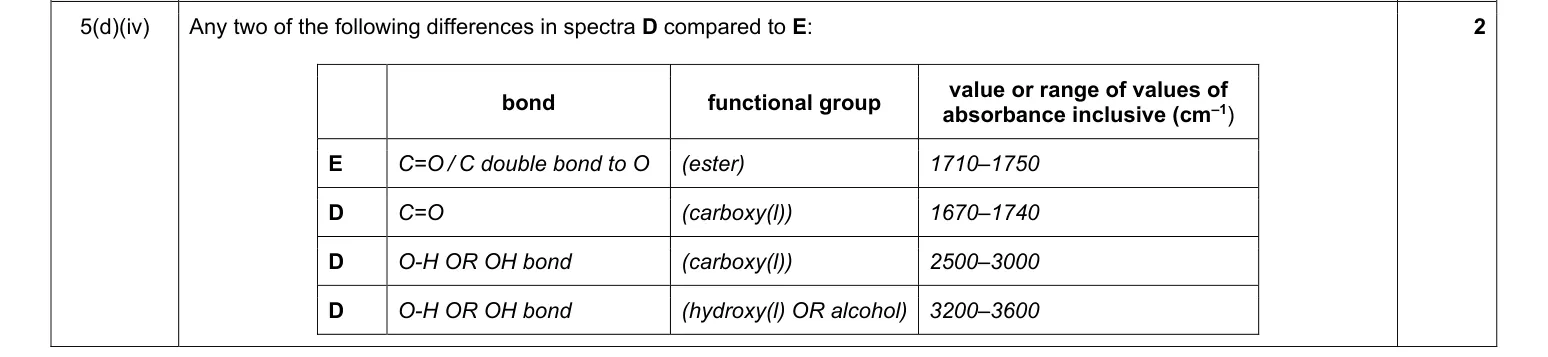 5(d)(iv) Any two of the following differences in spectra D compared to E: 2
bond functional group value or range of values of
absorbance inclusive (cm–1)
E C=O / C double bond to O (ester) 1710–1750
D C=O (carboxy(l)) 1670–1740
D O-H OR OH bond (carboxy(l)) 2500–3000
D O-H OR OH bond (hydroxy(l) OR alcohol) 3200–3600